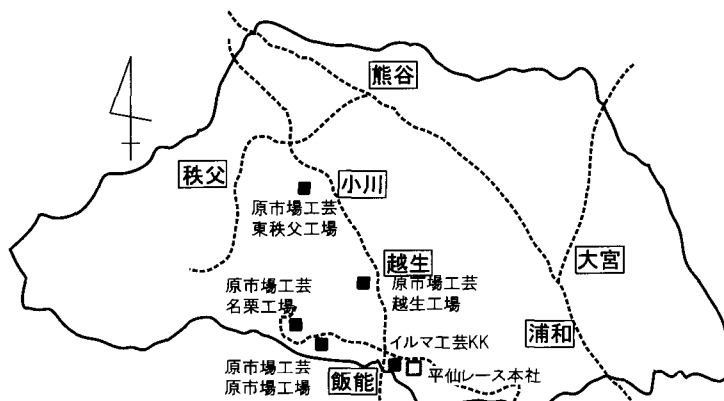 熊谷
秩父
小川
原市場工芸
東秩父工場
越生
大宮
原市場工芸
名栗工場
原市場工芸
越生工場
浦和
イルマ工芸KK
原市場工芸
原市場工場
飯能
平仙レース本社